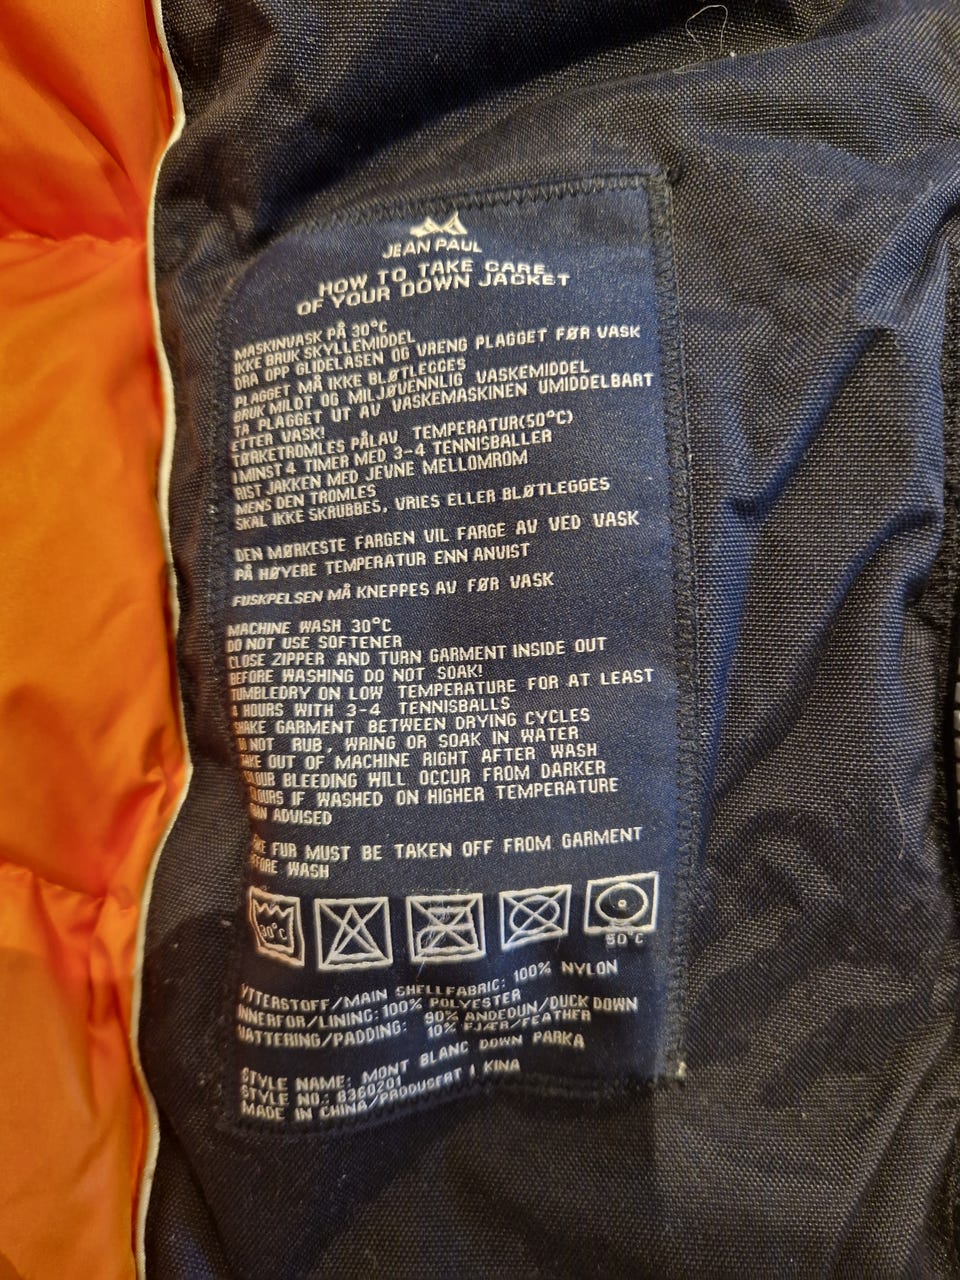 JEAN PAUL
HOW TO TAKE CARE
OF YOUR DOWN JACKET
MASKINVASK PÅ 30°C
IKKE BRUK SKYLLEMIDDEL
DRA OPP GLIDELÅSEN OG VRENG PLAGGET FØR VASK
PLAGGET MÅ IKKE BLØTLEGGES
BRUK MILDT OG MILJØVENNLIG VASKEMIDDEL
TA PLAGGET UT AV VASKEMASKINEN UMIDDELBART
ETTER VASK!
TØRKETROMLES PÅLAV TEMPERATUR(50°C)
I MINST 4 TIMER MED 3-4 TENNISBALLER
RIST JAKKEN MED JEVNE MELLOMROM
MENS DEN TROMLES
SKAL IKKE SKRUBBES, VRIES ELLER BLØTLEGGES
DEN MØRKESTE FARGEN VIL FARGE AV VED VASK
PÅ HØYERE TEMPERATUR ENN ANVIST
FUSKPELSEN MÅ KNEPPES AV FØR VASK
MACHINE WASH 30°C
DO NOT USE SOFTENER
CLOSE ZIPPER AND TURN GARMENT INSIDE OUT
BEFORE WASHING DO NOT SOAK!
TUMBLEDRY ON LOW TEMPERATURE FOR AT LEAST
4 HOURS WITH 3-4 TENNISBALLS
SHAKE GARMENT BETWEEN DRYING CYCLES
DO NOT RUB, WRING OR SOAK IN WATER
TAKE OUT OF MACHINE RIGHT AFTER WASH
COLOUR BLEEDING WILL OCCUR FROM DARKER
COLOURS IF WASHED ON HIGHER TEMPERATURE
THAN ADVISED
FAKE FUR MUST BE TAKEN OFF FROM GARMENT
BEFORE WASH
30°C
50°C
YTTERSTOFF/MAIN SHELLFABRIC: 100% NYLON
INNERFOR/LINING: 100% POLYESTER
VATTERING/PADDING: 90% ANDEDUN/DUCK DOWN
10% FJÆR/FEATHER
STYLE NAME: MONT BLANC DOWN PARKA
STYLE NO.: 8360201
MADE IN CHINA/PRODUSERT I KINA